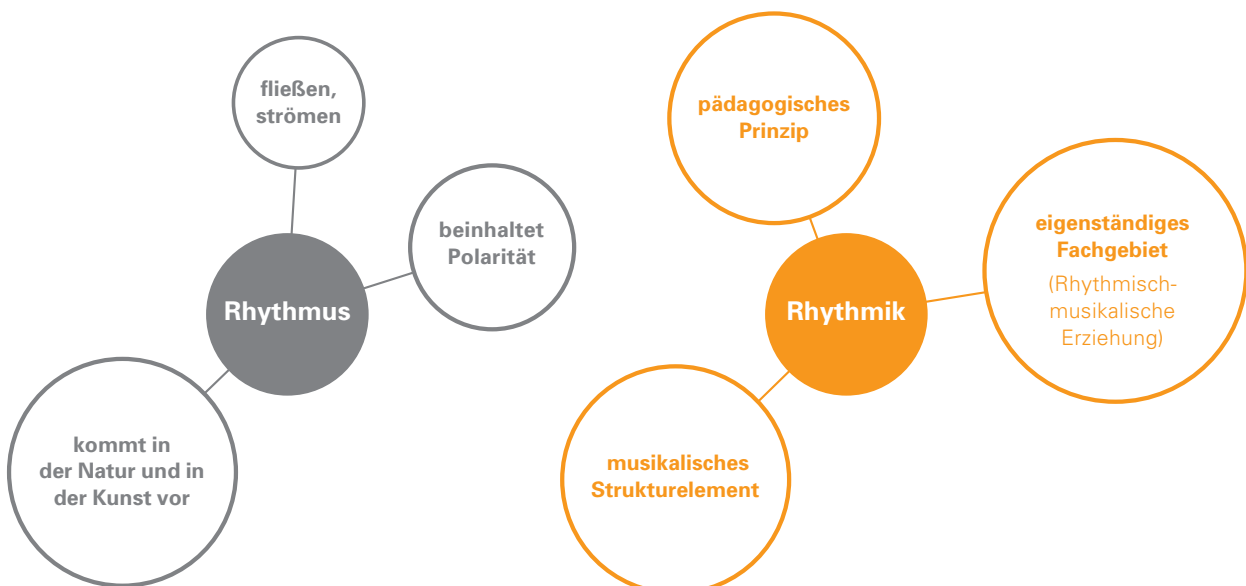 fließen,
strömen
beinhaltet
Polarität
Rhythmus
kommt in
der Natur und in
der Kunst vor
pädagogisches
Prinzip
eigenständiges
Fachgebiet
(Rhythmisch-
musikalische
Erziehung)
Rhythmik
musikalisches
Strukturelement